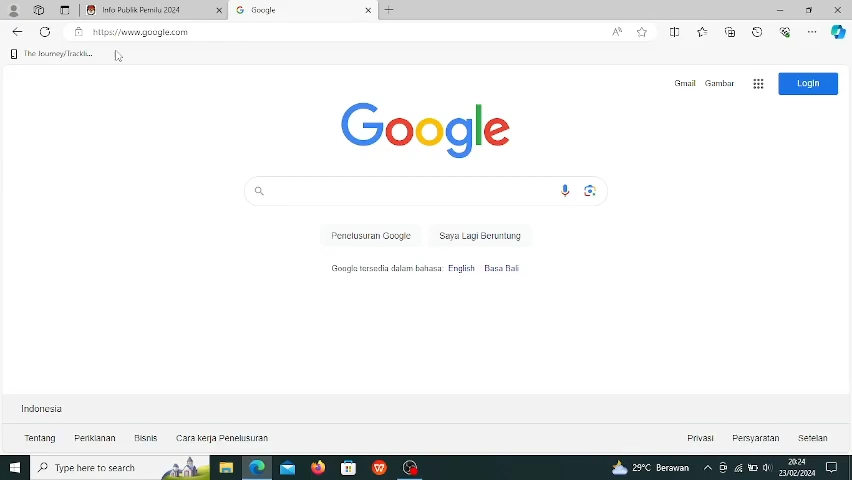 Info Publik Pemilu 2024
Google
https://www.google.com
The Journey/Trackli...
Gmail Gambar Login
Google
Penelusuran Google Saya Lagi Beruntung
Google tersedia dalam bahasa: English Basa Bali
Indonesia
Tentang Periklanan Bisnis Cara kerja Penelusuran Privasi Persyaratan Setelan
Type here to search 29°C Berawan 20:24
23/02/2024